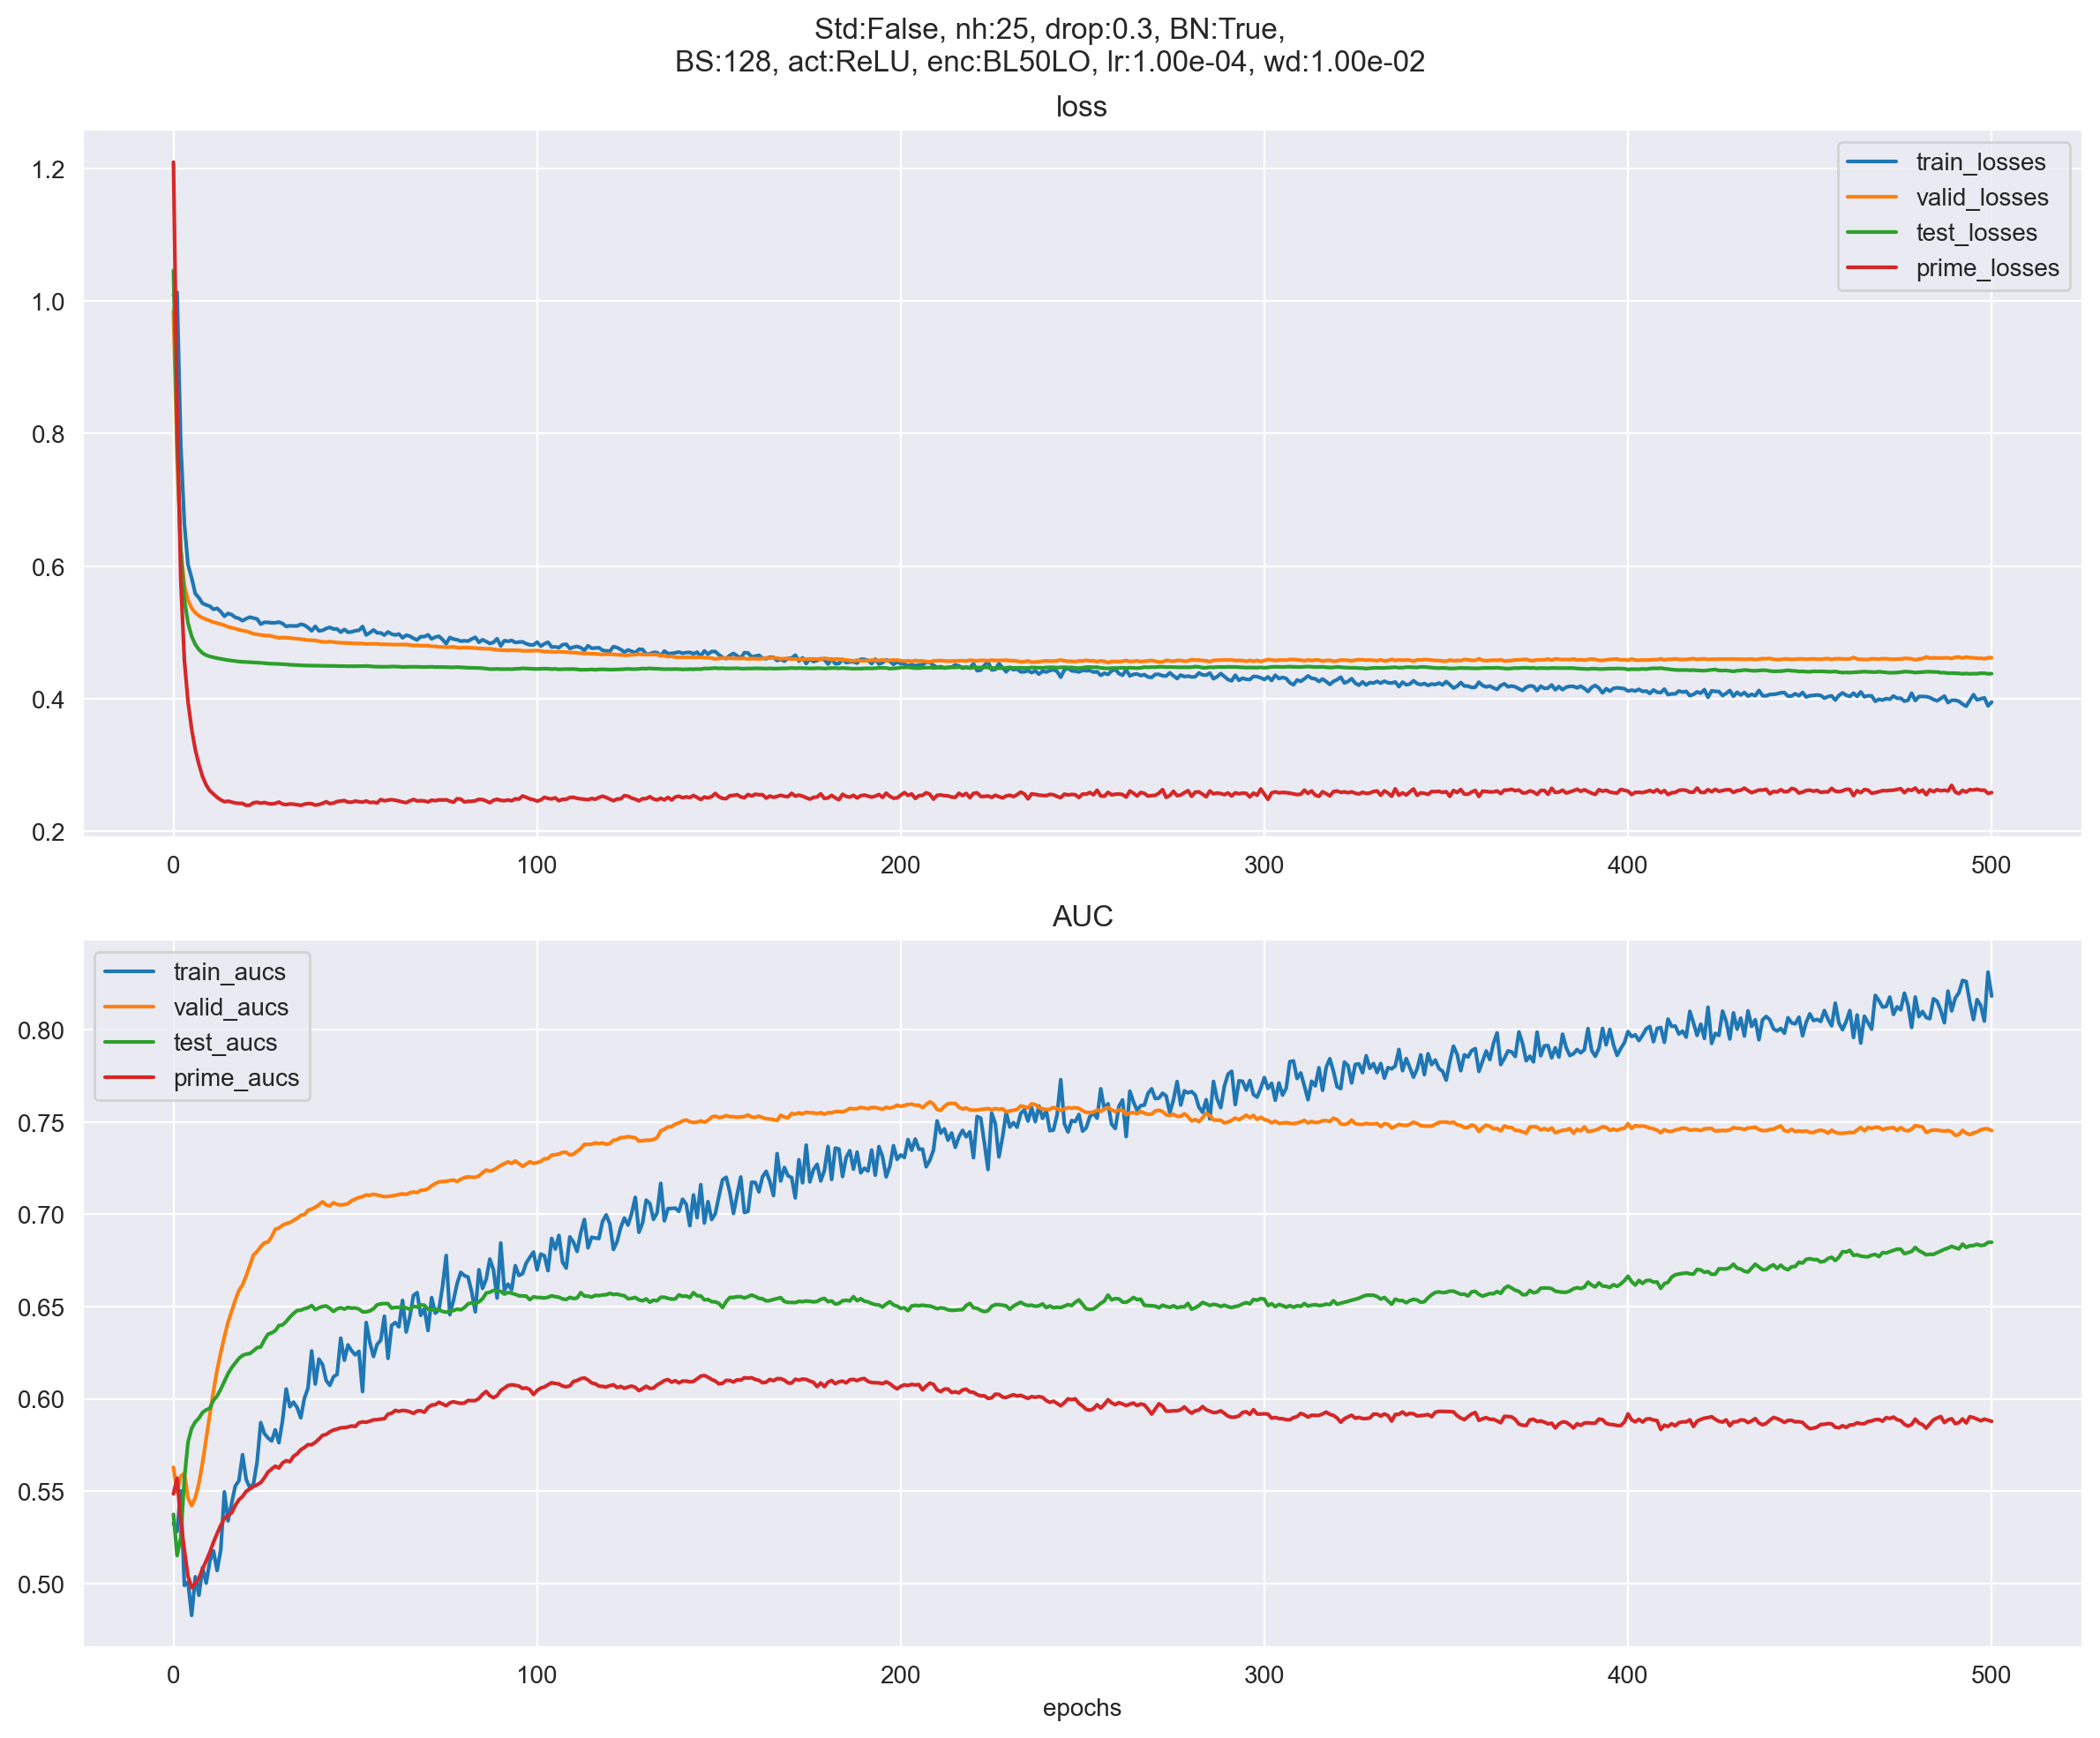 Std:False, nh:25, drop:0.3, BN:True,
BS:128, act:ReLU, enc:BL50LO, lr:1.00e-04, wd:1.00e-02
loss
train_losses
valid_losses
test_losses
prime_losses
1.2
1.0
0.8
0.6
0.4
0.2
0 100 200 300 400 500
AUC
train_aucs
valid_aucs
test_aucs
prime_aucs
0.80
0.75
0.70
0.65
0.60
0.55
0.50
0 100 200 300 400 500
epochs